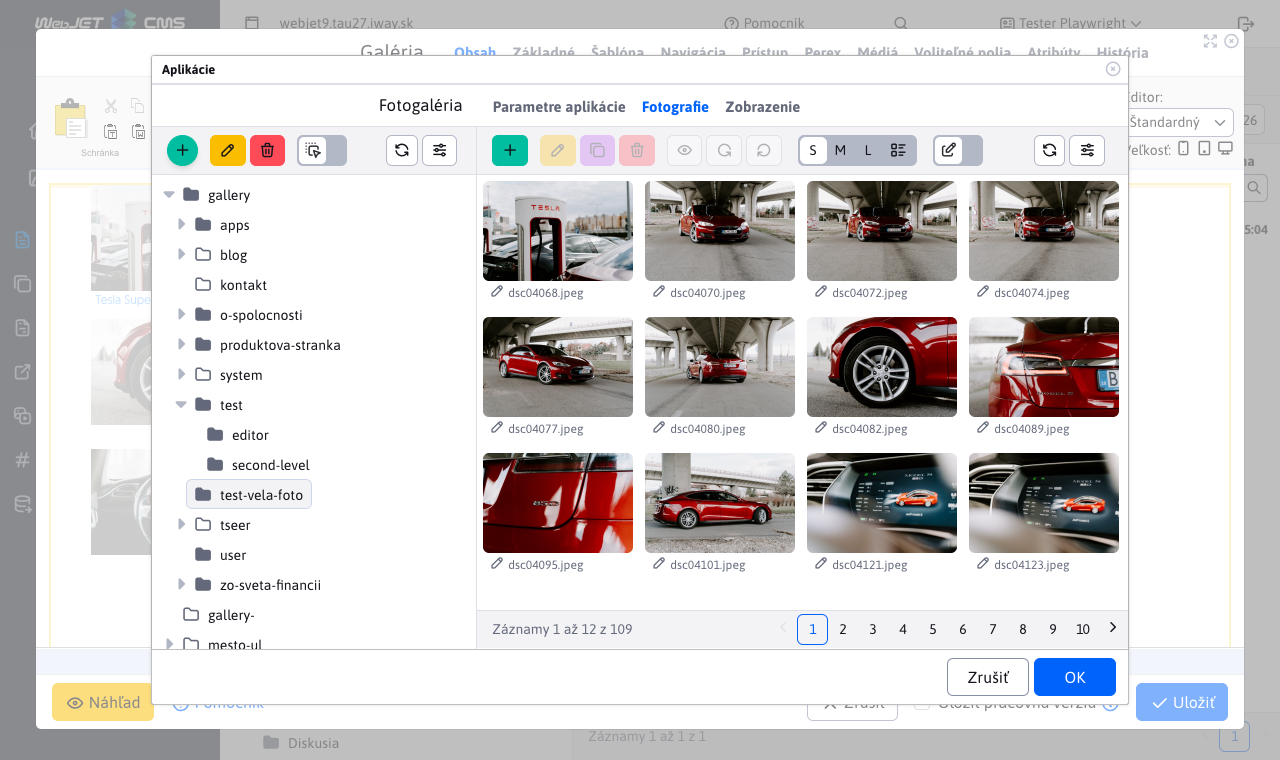 WebJET CMS
webjet9.tau27.iway.sk
Pomocník
Tester Playwright
Galéria
Obsah
Základné
Šablóna
Navigácia
Prístup
Perex
Médiá
Voliteľné polia
Atribúty
História
Aplikácie
Fotogaléria
Parametre aplikácie
Fotografie
Zobrazenie
Schránka
Editor:
Štandardný
26
Veľkosť:
S
M
L
5:04
Tesla Supe
gallery
apps
blog
kontakt
o-spolocnosti
produktova-stranka
system
test
editor
second-level
test-vela-foto
tseer
user
zo-sveta-financii
gallery-
mesto-ul
TESLA
dsc04068.jpeg
dsc04070.jpeg
dsc04072.jpeg
dsc04074.jpeg
dsc04077.jpeg
dsc04080.jpeg
dsc04082.jpeg
dsc04089.jpeg
dsc04095.jpeg
dsc04101.jpeg
dsc04121.jpeg
dsc04123.jpeg
Záznamy 1 až 12 z 109
1 2 3 4 5 6 7 8 9 10
Zrušiť
OK
Náhľad
Pomocník
Zrušiť
Uložiť pracovnú verziu
Uložiť
Diskusia
Záznamy 1 až 1 z 1
1